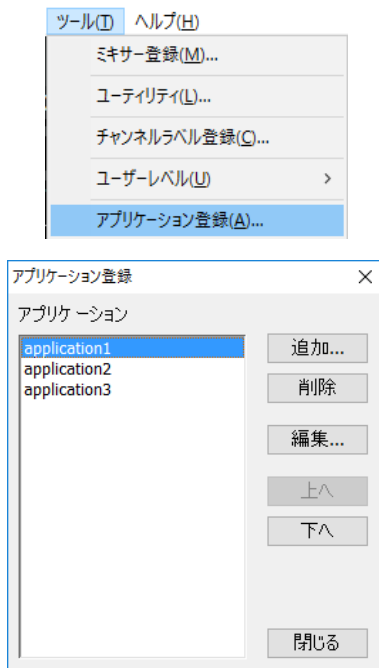 ツール(T) ヘルプ(H)
ミキサー登録(M)...
ユーティリティ(L)...
チャンネルラベル登録(C)...
ユーザーレベル(U) >
アプリケーション登録(A)...
アプリケーション登録
アプリケーション
application1
application2
application3
追加...
削除
編集...
上へ
下へ
閉じる